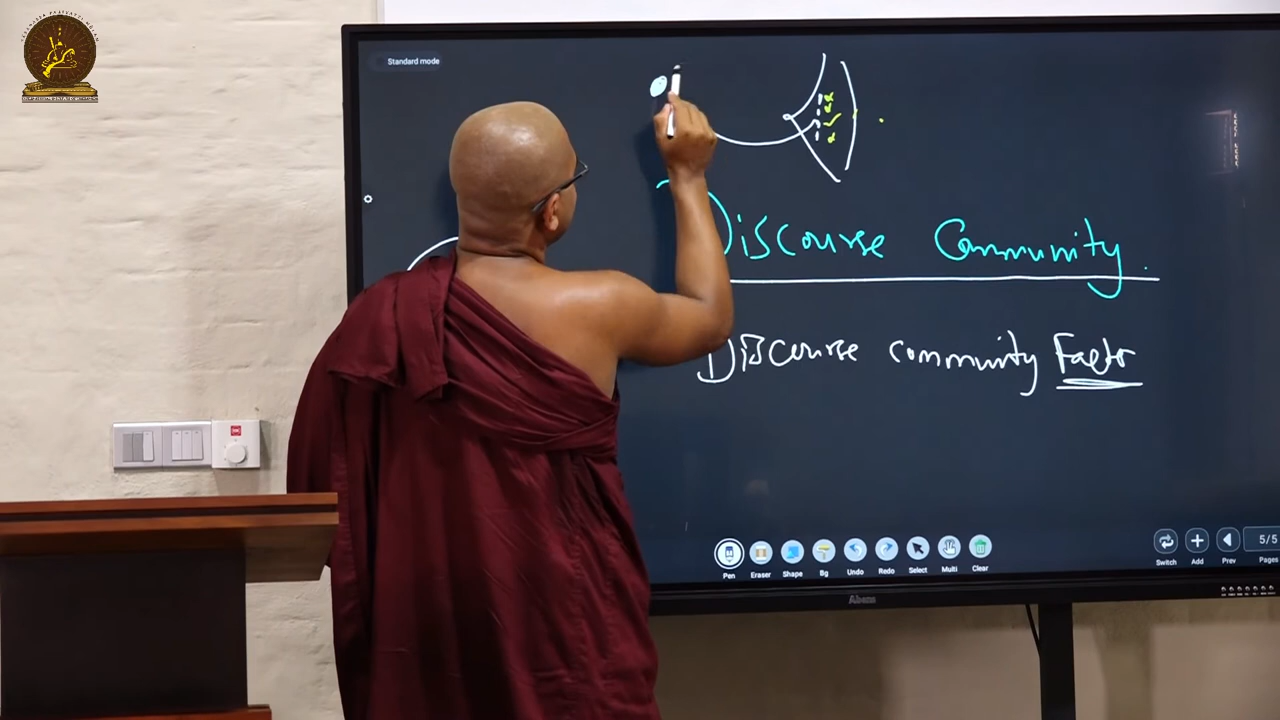 Standard mode
Discourse Community.
Discourse community Facts
Pen Eraser Shape Bg Undo Redo Select Multi Clear
Switch Add Prev 5/5 Pages